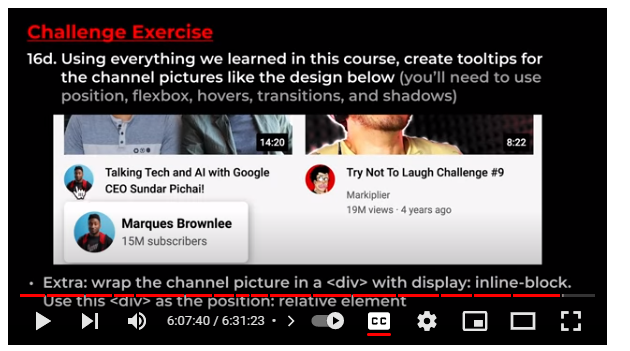 Challenge Exercise
16d. Using everything we learned in this course, create tooltips for
the channel pictures like the design below (you'll need to use
position, flexbox, hovers, transitions, and shadows)
14:20
8:22
Talking Tech and AI with Google
CEO Sundar Pichai!
Try Not To Laugh Challenge #9
Markiplier
19M views · 4 years ago
Marques Brownlee
15M subscribers
• Extra: wrap the channel picture in a <div> with display: inline-block.
Use this <div> as the position: relative element
6:07:40 / 6:31:23 •
CC